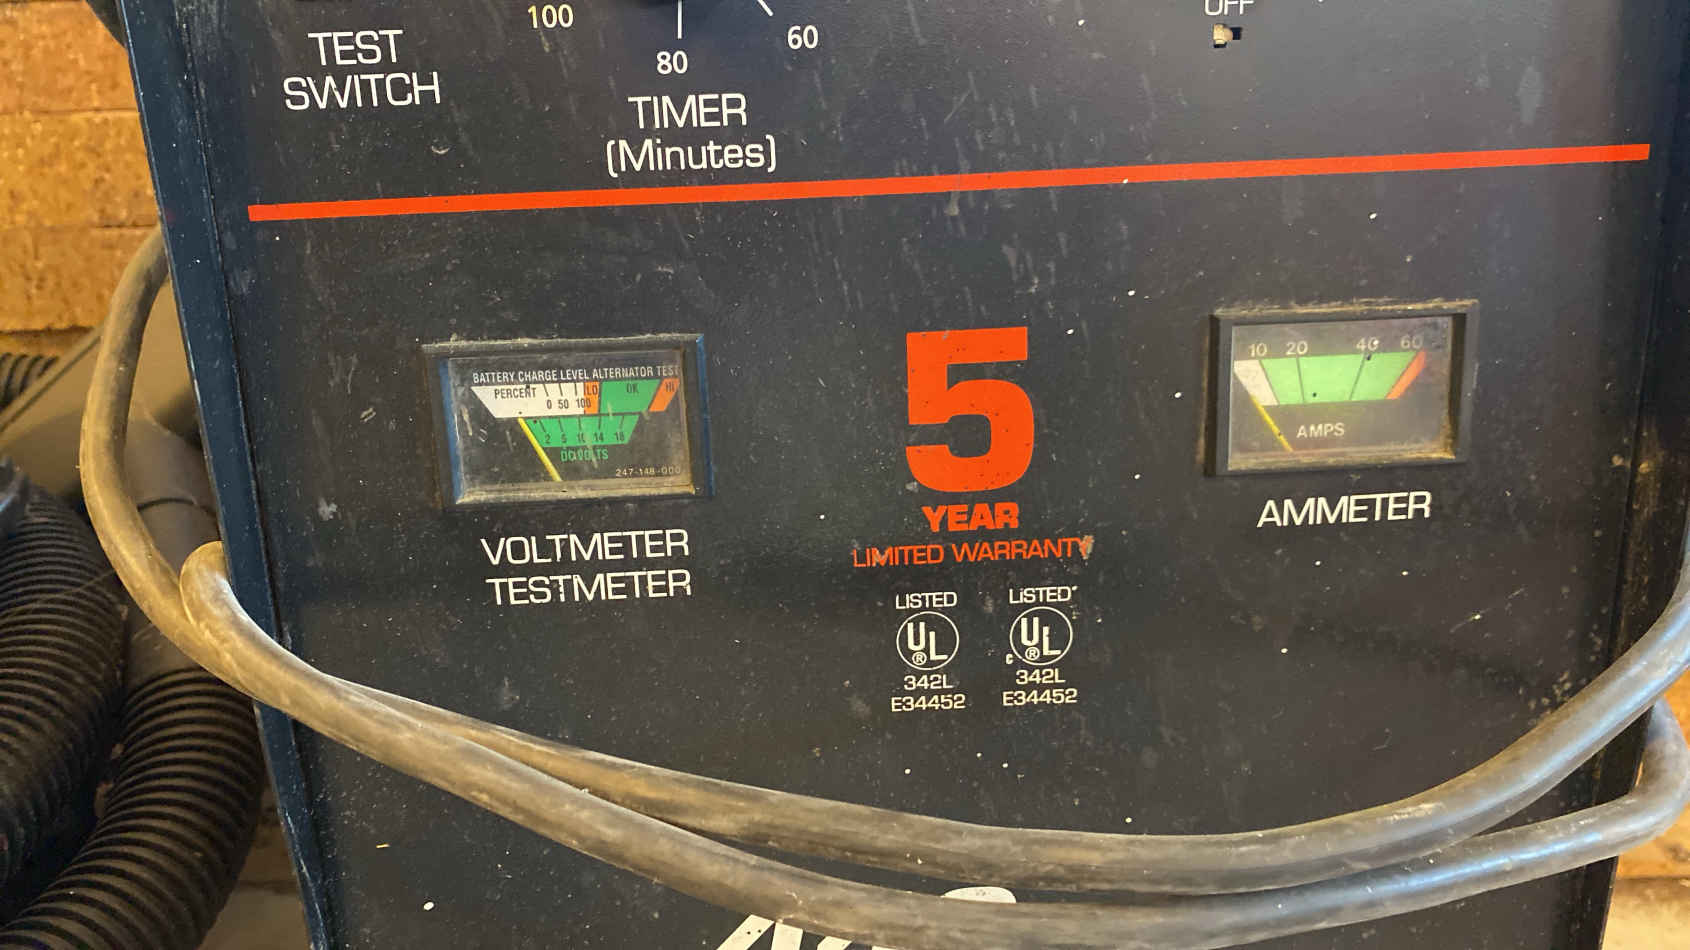 100
80
60
OFF
TEST
SWITCH
TIMER
(Minutes)
BATTERY CHARGE LEVEL ALTERNATOR TEST
PERCENT
LO
OK
HI
0 50 100
2 6 10 14 18
DC VOLTS
247-148-000
VOLTMETER
TESTMETER
5
YEAR
LIMITED WARRANTY
LISTED
UL
®
342L
E34452
LISTED
c
UL
®
342L
E34452
10 20 40 60
AMPS
AMMETER